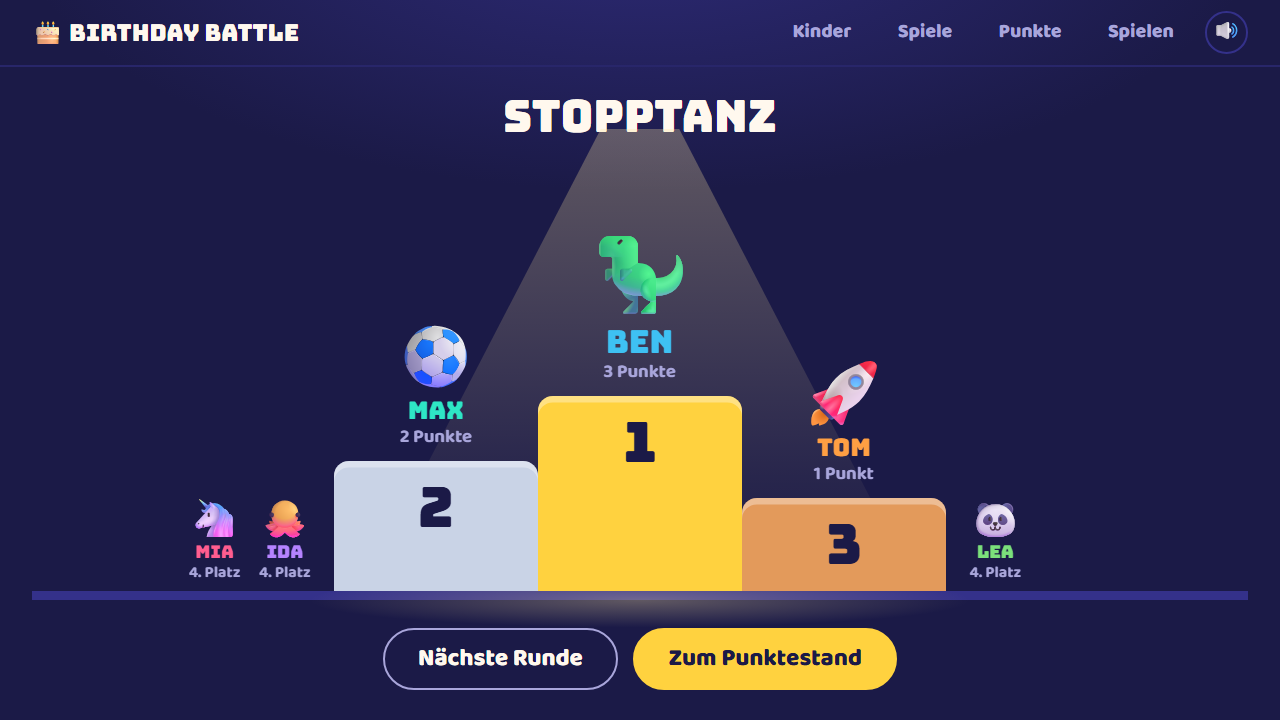 BIRTHDAY BATTLE
Kinder Spiele Punkte Spielen
STOPPTANZ
BEN
3 Punkte
1
MAX
2 Punkte
2
TOM
1 Punkt
3
MIA
4. Platz
IDA
4. Platz
LEA
4. Platz
Nächste Runde
Zum Punktestand